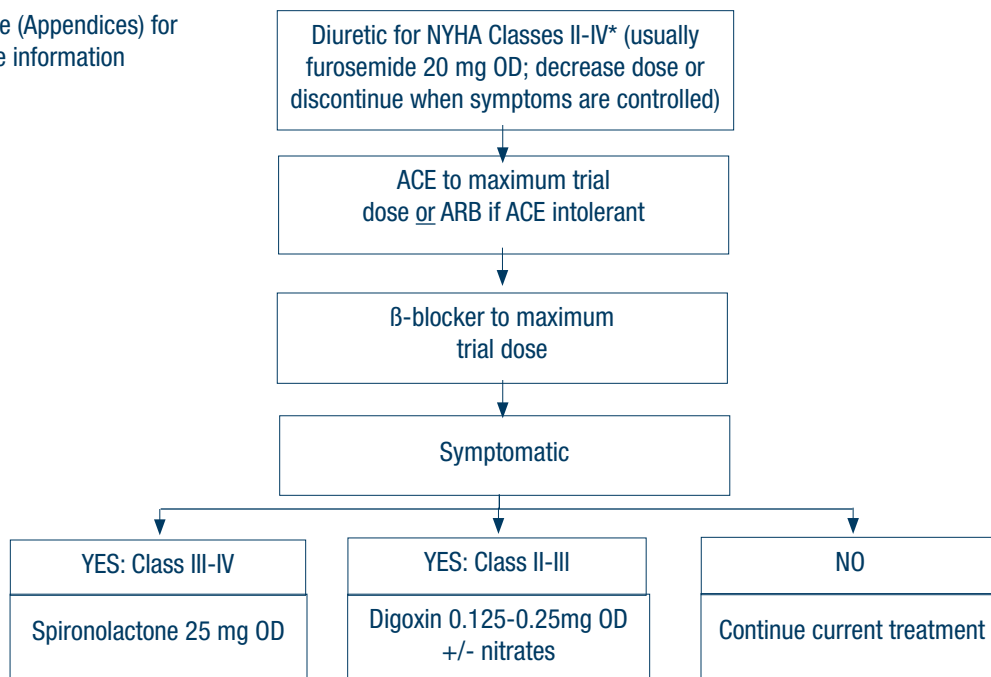 e (Appendices) for
e information
Diuretic for NYHA Classes II-IV* (usually
furosemide 20 mg OD; decrease dose or
discontinue when symptoms are controlled)
ACE to maximum trial
dose or ARB if ACE intolerant
ß-blocker to maximum
trial dose
Symptomatic
YES: Class III-IV
Spironolactone 25 mg OD
YES: Class II-III
Digoxin 0.125-0.25mg OD
+/- nitrates
NO
Continue current treatment